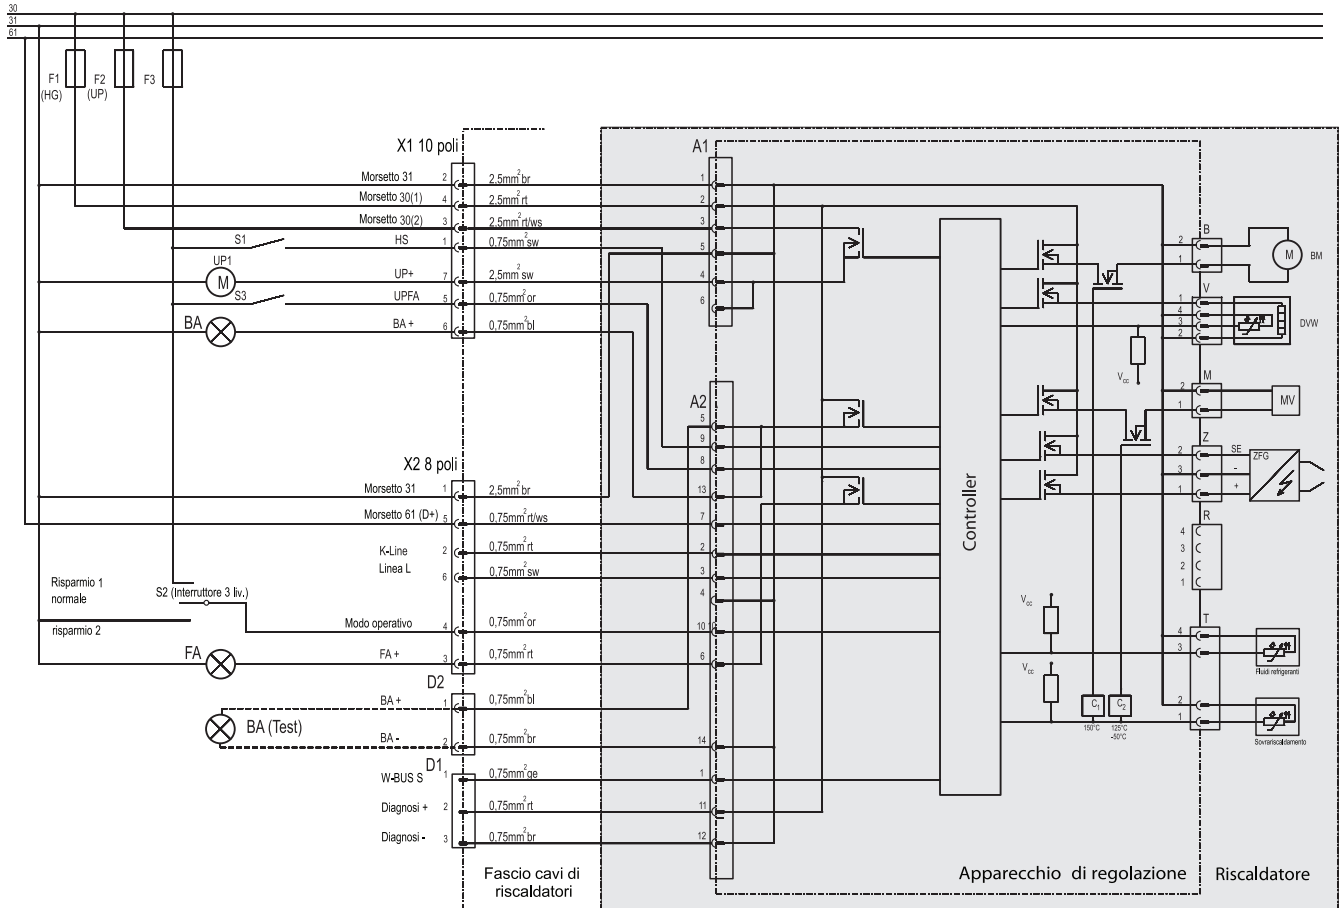 30
31
61
F1
(HG)
F2
(UP)
F3
X1 10 poli
A1
Morsetto 31 2 2,5mm² br 1
Morsetto 30(1) 4 2,5mm² rt 2
Morsetto 30(2) 3 2,5mm² rt/ws 3
S1 HS 1 0,75mm² sw 5
UP1 M UP+ 7 2,5mm² sw 4
S3 UPFA 5 0,75mm² or 6
BA BA + 6 0,75mm² bl
A2
5
9
X2 8 poli 8
Morsetto 31 1 2,5mm² br 13
Morsetto 61 (D+) 5 0,75mm² rt/ws 7
K-Line 2 0,75mm² rt 2
Linea L 6 0,75mm² sw 3
4
Risparmio 1
normale
S2 (Interruttore 3 liv.)
risparmio 2
Modo operativo 4 0,75mm² or 10
FA FA + 3 0,75mm² rt 6
D2
BA + 1 0,75mm² bl
BA (Test)
BA - 2 0,75mm² br 14
D1
W-BUS S 1 0,75mm² ge 1
Diagnosi + 2 0,75mm² rt 11
Diagnosi - 3 0,75mm² br 12
Controller
B
2
1
M
BM
V
1
4
3
2
DVW
Vcc
M
2
1
MV
Z
2 SE
3 -
1 +
ZFG
R
4
3
2
1
Vcc
T
4
3
Fluidi refrigeranti
Vcc
C1
150°C
C2
125°C
-50°C
2
1
Sovrariscaldamento
Fascio cavi di
riscaldatori
Apparecchio di regolazione
Riscaldatore